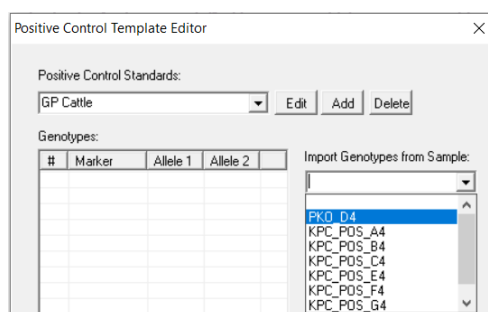 Positive Control Template Editor
Positive Control Standards:
GP Cattle
Edit Add Delete
Genotypes:
# Marker Allele 1 Allele 2
Import Genotypes from Sample:
PKO_D4
KPC_POS_A4
KPC_POS_B4
KPC_POS_C4
KPC_POS_E4
KPC_POS_F4
KPC_POS_G4